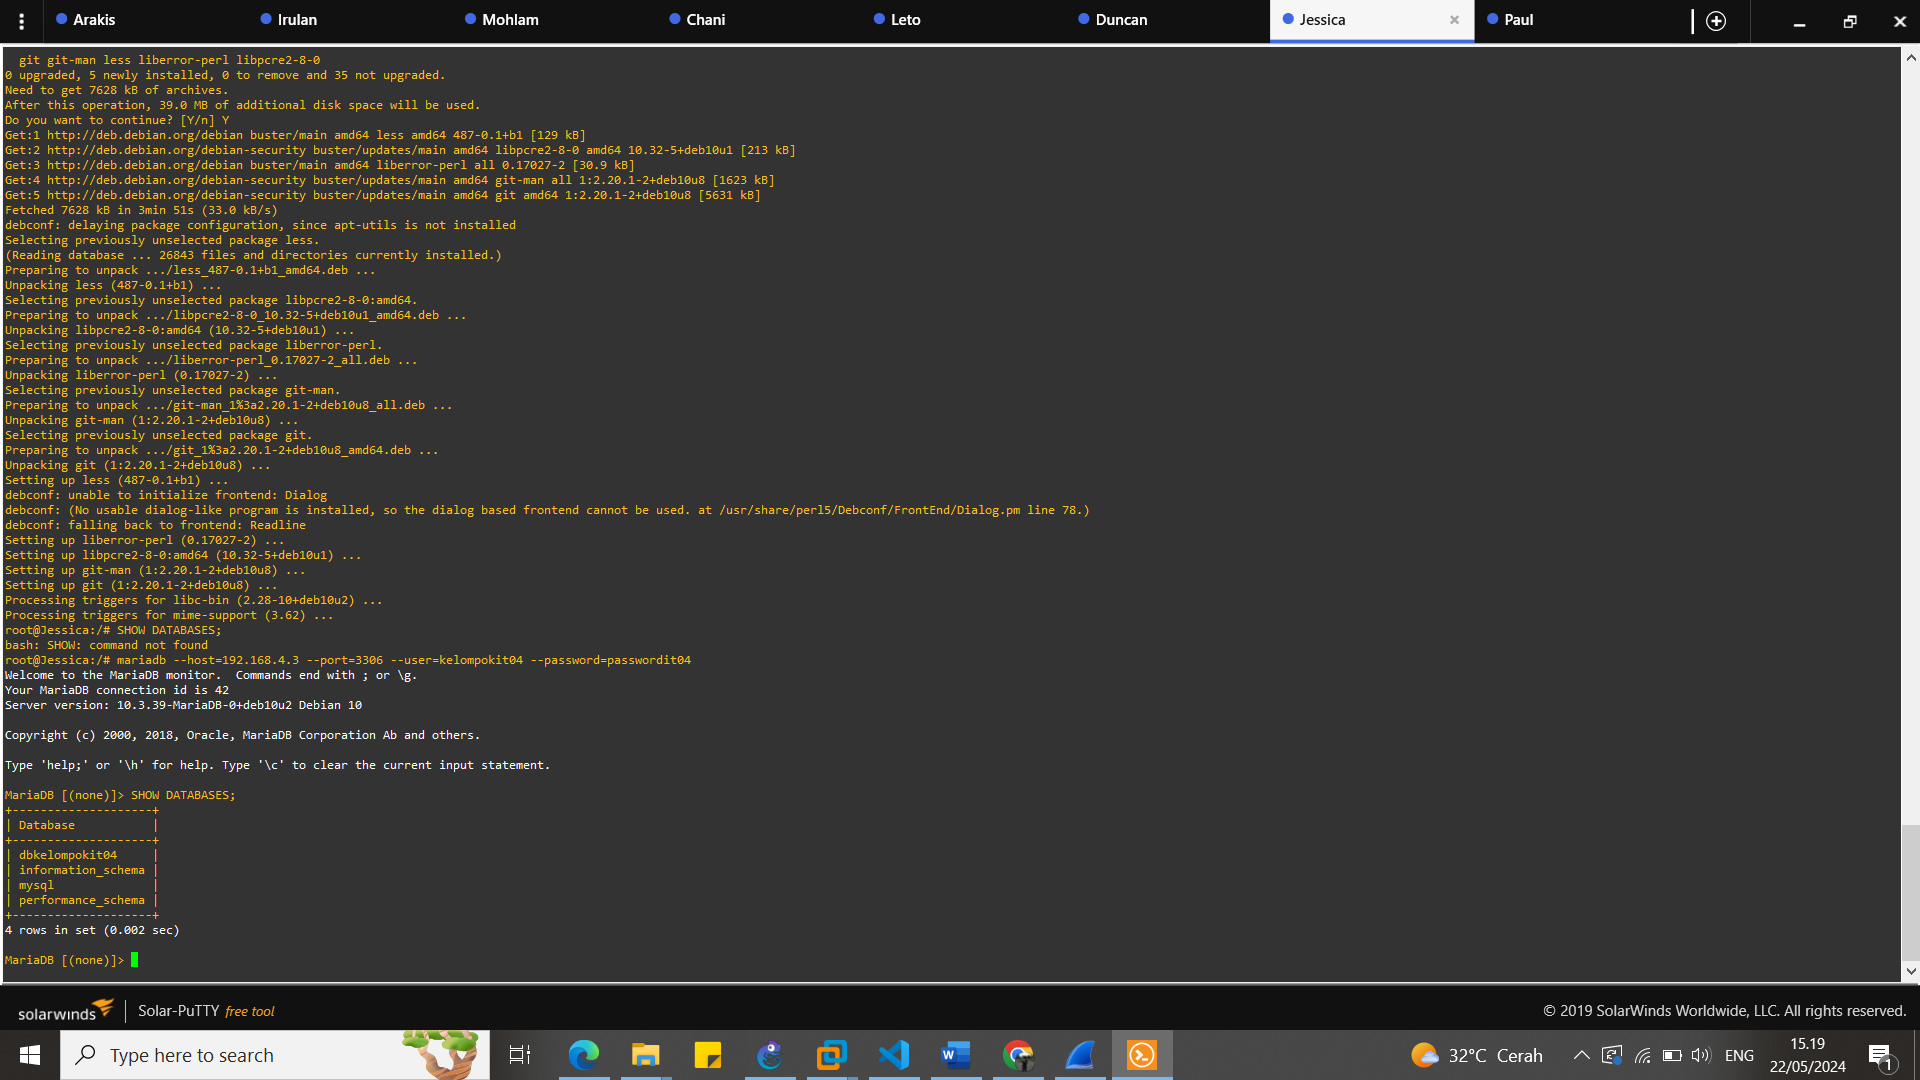 Arakis
Irulan
Mohlam
Chani
Leto
Duncan
Jessica
Paul
git git-man less liberror-perl libpcre2-8-0
0 upgraded, 5 newly installed, 0 to remove and 35 not upgraded.
Need to get 7628 kB of archives.
After this operation, 39.0 MB of additional disk space will be used.
Do you want to continue? [Y/n] Y
Get:1 http://deb.debian.org/debian buster/main amd64 less amd64 487-0.1+b1 [129 kB]
Get:2 http://deb.debian.org/debian-security buster/updates/main amd64 libpcre2-8-0 amd64 10.32-5+deb10u1 [213 kB]
Get:3 http://deb.debian.org/debian buster/main amd64 liberror-perl all 0.17027-2 [30.9 kB]
Get:4 http://deb.debian.org/debian-security buster/updates/main amd64 git-man all 1:2.20.1-2+deb10u8 [1623 kB]
Get:5 http://deb.debian.org/debian-security buster/updates/main amd64 git amd64 1:2.20.1-2+deb10u8 [5631 kB]
Fetched 7628 kB in 3min 51s (33.0 kB/s)
debconf: delaying package configuration, since apt-utils is not installed
Selecting previously unselected package less.
(Reading database ... 26843 files and directories currently installed.)
Preparing to unpack .../less_487-0.1+b1_amd64.deb ...
Unpacking less (487-0.1+b1) ...
Selecting previously unselected package libpcre2-8-0:amd64.
Preparing to unpack .../libpcre2-8-0_10.32-5+deb10u1_amd64.deb ...
Unpacking libpcre2-8-0:amd64 (10.32-5+deb10u1) ...
Selecting previously unselected package liberror-perl.
Preparing to unpack .../liberror-perl_0.17027-2_all.deb ...
Unpacking liberror-perl (0.17027-2) ...
Selecting previously unselected package git-man.
Preparing to unpack .../git-man_1%3a2.20.1-2+deb10u8_all.deb ...
Unpacking git-man (1:2.20.1-2+deb10u8) ...
Selecting previously unselected package git.
Preparing to unpack .../git_1%3a2.20.1-2+deb10u8_amd64.deb ...
Unpacking git (1:2.20.1-2+deb10u8) ...
Setting up less (487-0.1+b1) ...
debconf: unable to initialize frontend: Dialog
debconf: (No usable dialog-like program is installed, so the dialog based frontend cannot be used. at /usr/share/perl5/Debconf/FrontEnd/Dialog.pm line 78.)
debconf: falling back to frontend: Readline
Setting up liberror-perl (0.17027-2) ...
Setting up libpcre2-8-0:amd64 (10.32-5+deb10u1) ...
Setting up git-man (1:2.20.1-2+deb10u8) ...
Setting up git (1:2.20.1-2+deb10u8) ...
Processing triggers for libc-bin (2.28-10+deb10u2) ...
Processing triggers for mime-support (3.62) ...
root@Jessica:/# SHOW DATABASES;
bash: SHOW: command not found
root@Jessica:/# mariadb --host=192.168.4.3 --port=3306 --user=kelompokit04 --password=passwordit04
Welcome to the MariaDB monitor.  Commands end with ; or \g.
Your MariaDB connection id is 42
Server version: 10.3.39-MariaDB-0+deb10u2 Debian 10
Copyright (c) 2000, 2018, Oracle, MariaDB Corporation Ab and others.
Type 'help;' or '\h' for help. Type '\c' to clear the current input statement.
MariaDB [(none)]> SHOW DATABASES;
+--------------------+
| Database           |
+--------------------+
| dbkelompokit04     |
| information_schema |
| mysql              |
| performance_schema |
+--------------------+
4 rows in set (0.002 sec)
MariaDB [(none)]>
solarwinds
Solar-PuTTY free tool
© 2019 SolarWinds Worldwide, LLC. All rights reserved.
Type here to search
32°C Cerah
ENG
15.19
22/05/2024
1